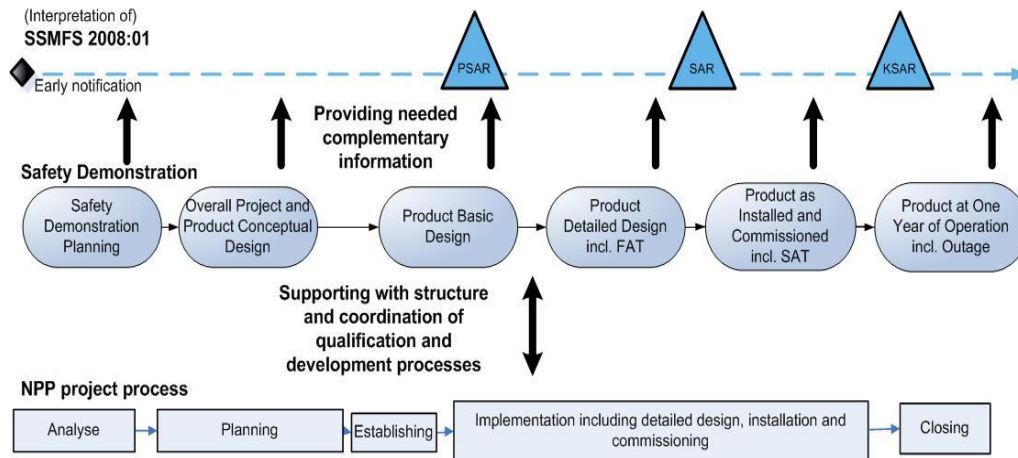 (Interpretation of)
SSMFS 2008:01
PSAR
SAR
KSAR
Early notification
Providing needed
complementary
information
Safety Demonstration
Safety
Demonstration
Planning
Overall Project and
Product Conceptual
Design
Product Basic
Design
Product
Detailed Design
incl. FAT
Product as
Installed and
Commissioned
incl. SAT
Product at One
Year of Operation
incl. Outage
Supporting with structure
and coordination of
qualification and
development processes
NPP project process
Analyse
Planning
Establishing
Implementation including detailed design, installation and
commissioning
Closing